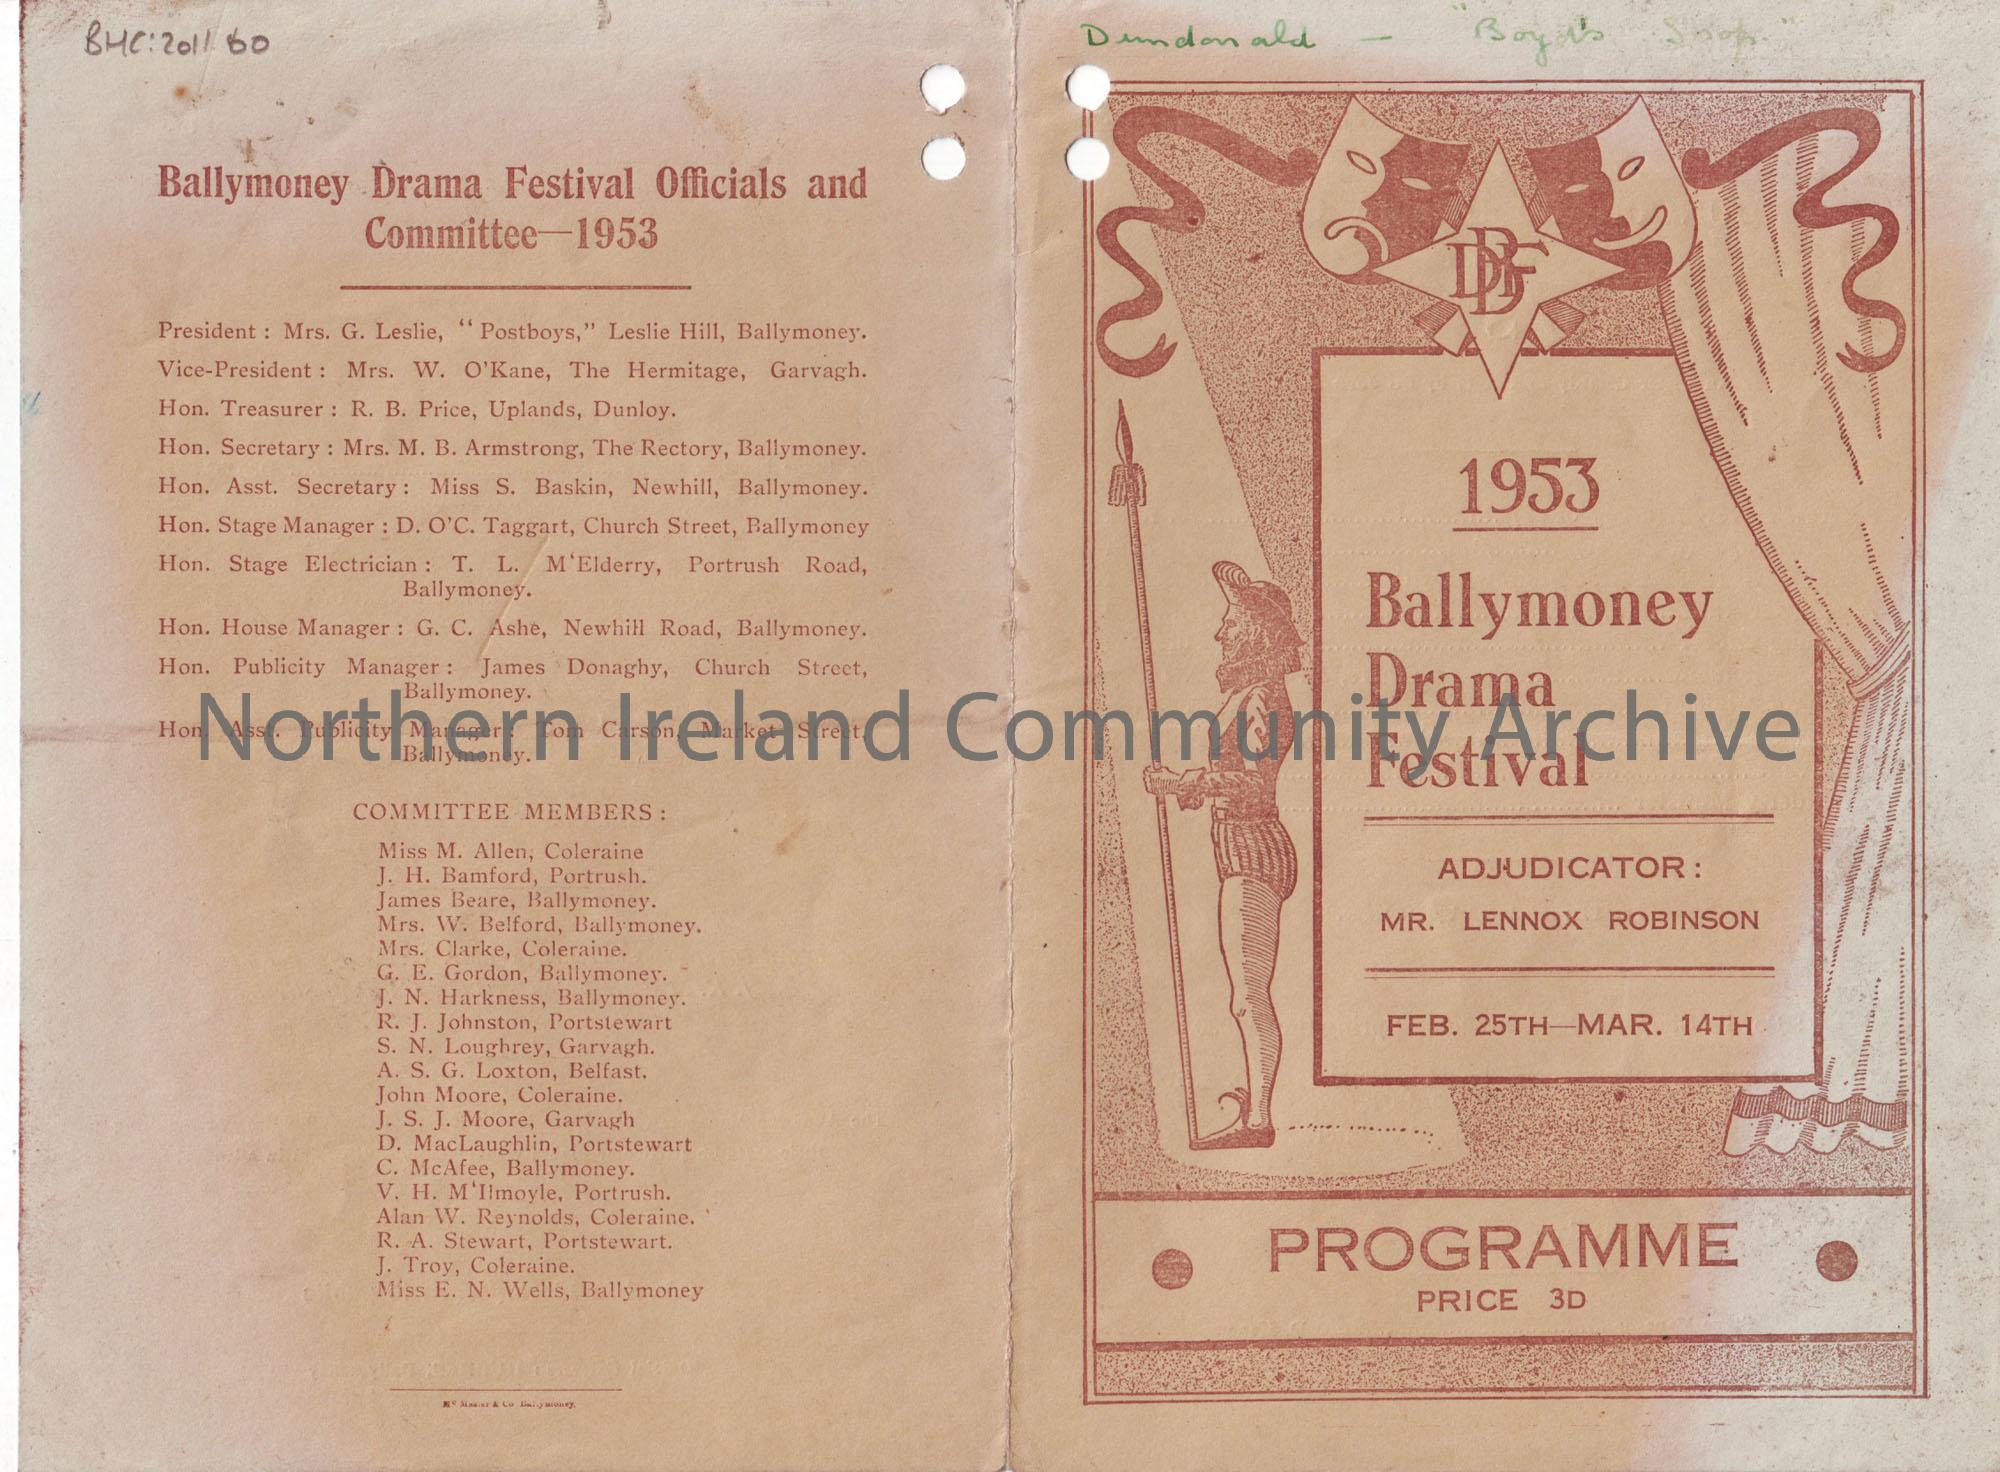 BHC:2011 60
Ballymoney Drama Festival Officials and
Committee—1953
President : Mrs. G. Leslie, "Postboys," Leslie Hill, Ballymoney.
Vice-President : Mrs. W. O'Kane, The Hermitage, Garvagh.
Hon. Treasurer : R. B. Price, Uplands, Dunloy.
Hon. Secretary : Mrs. M. B. Armstrong, The Rectory, Ballymoney.
Hon. Asst. Secretary : Miss S. Baskin, Newhill, Ballymoney.
Hon. Stage Manager : D. O'C. Taggart, Church Street, Ballymoney
Hon. Stage Electrician : T. L. M'Elderry, Portrush Road,
Ballymoney.
Hon. House Manager : G. C. Ashe, Newhill Road, Ballymoney.
Hon. Publicity Manager : James Donaghy, Church Street,
Ballymoney.
Hon. Asst. Publicity Manager : Tom Carson, Market Street,
Ballymoney.
COMMITTEE MEMBERS :
Miss M. Allen, Coleraine
J. H. Bamford, Portrush.
James Beare, Ballymoney.
Mrs. W. Belford, Ballymoney.
Mrs. Clarke, Coleraine.
G. E. Gordon, Ballymoney.
J. N. Harkness, Ballymoney.
R. J. Johnston, Portstewart
S. N. Loughrey, Garvagh.
A. S. G. Loxton, Belfast.
John Moore, Coleraine.
J. S. J. Moore, Garvagh
D. MacLaughlin, Portstewart
C. McAfee, Ballymoney.
V. H. M'Ilmoyle, Portrush.
Alan W. Reynolds, Coleraine.
R. A. Stewart, Portstewart.
J. Troy, Coleraine.
Miss E. N. Wells, Ballymoney
Mc Master & Co Ballymoney.
Dundonald — "Boyd's Shop"
BDF
1953
Ballymoney
Drama
Festival
ADJUDICATOR :
MR. LENNOX ROBINSON
FEB. 25TH—MAR. 14TH
PROGRAMME
PRICE 3D
Northern Ireland Community Archive